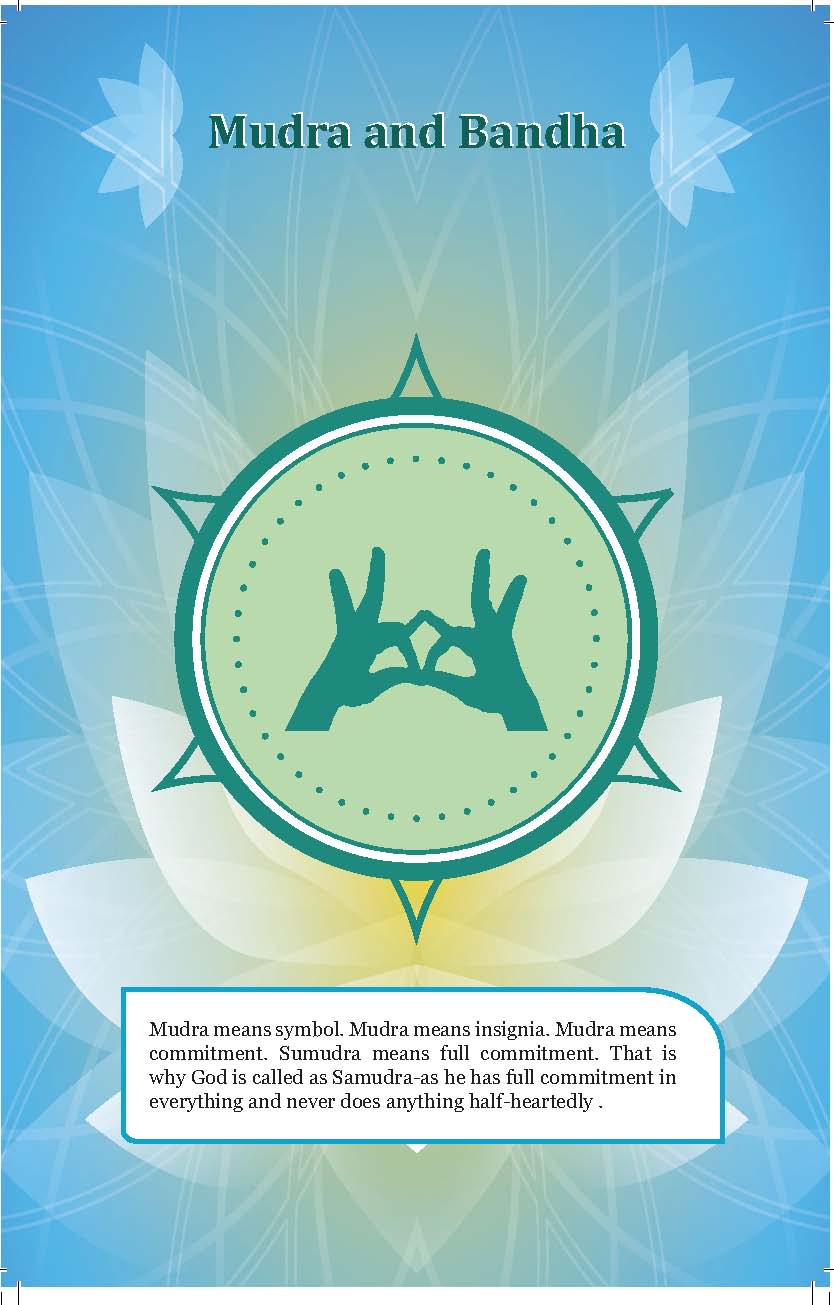 Mudra and Bandha
Mudra means symbol. Mudra means insignia. Mudra means
commitment. Sumudra means full commitment. That is
why God is called as Samudra-as he has full commitment in
everything and never does anything half-heartedly .